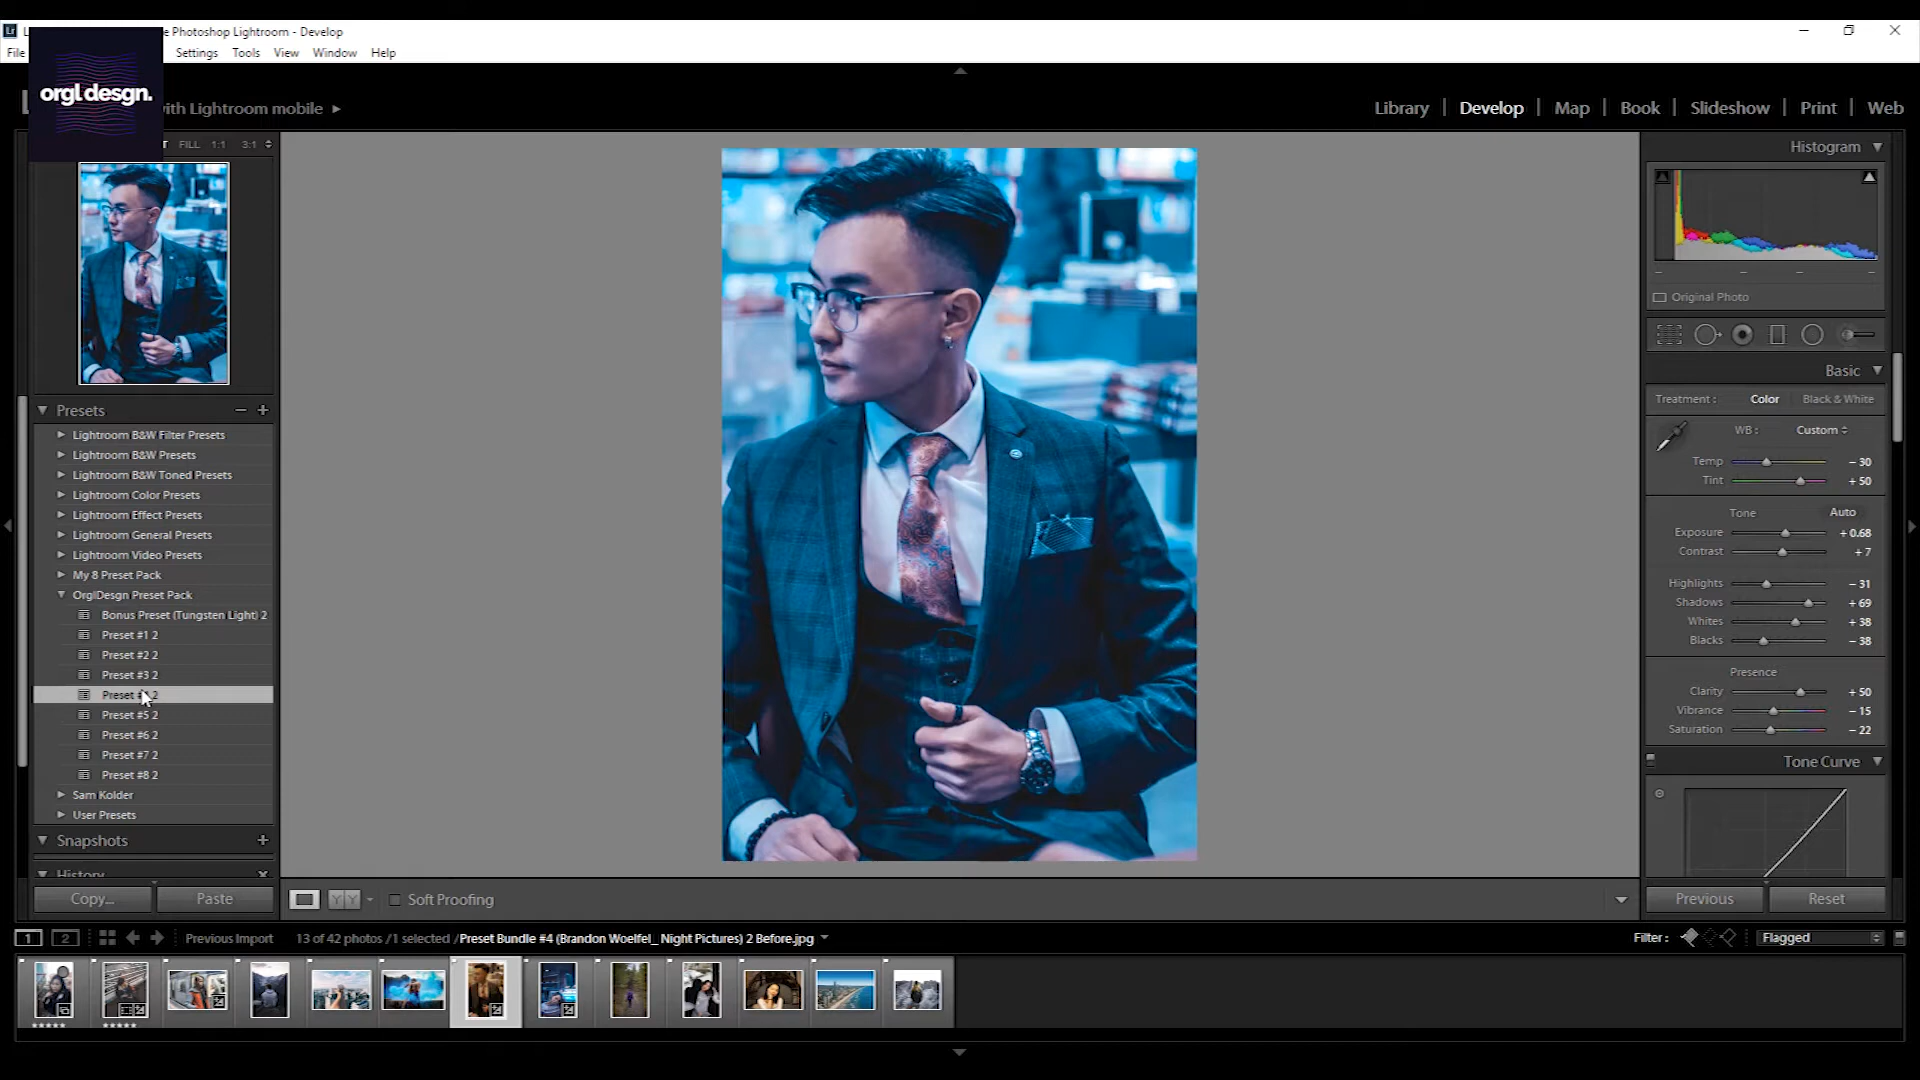 Lr L
e Photoshop Lightroom - Develop
File
Settings Tools View Window Help
orgl desgn.
with Lightroom mobile
Library | Develop | Map | Book | Slideshow | Print | Web
FILL 1:1 3:1
Presets
Lightroom B&W Filter Presets
Lightroom B&W Presets
Lightroom B&W Toned Presets
Lightroom Color Presets
Lightroom Effect Presets
Lightroom General Presets
Lightroom Video Presets
My 8 Preset Pack
OrglDesgn Preset Pack
Bonus Preset (Tungsten Light) 2
Preset #1 2
Preset #2 2
Preset #3 2
Preset #4 2
Preset #5 2
Preset #6 2
Preset #7 2
Preset #8 2
Sam Kolder
User Presets
Snapshots
History
Copy... Paste
Soft Proofing
Histogram
Original Photo
Basic
Treatment : Color Black & White
WB : Custom
Temp - 30
Tint + 50
Tone Auto
Exposure + 0.68
Contrast + 7
Highlights - 31
Shadows + 69
Whites + 38
Blacks - 38
Presence
Clarity + 50
Vibrance - 15
Saturation - 22
Tone Curve
Previous Reset
1 2 Previous Import 13 of 42 photos /1 selected /Preset Bundle #4 (Brandon Woelfel_ Night Pictures) 2 Before.jpg
Filter : Flagged